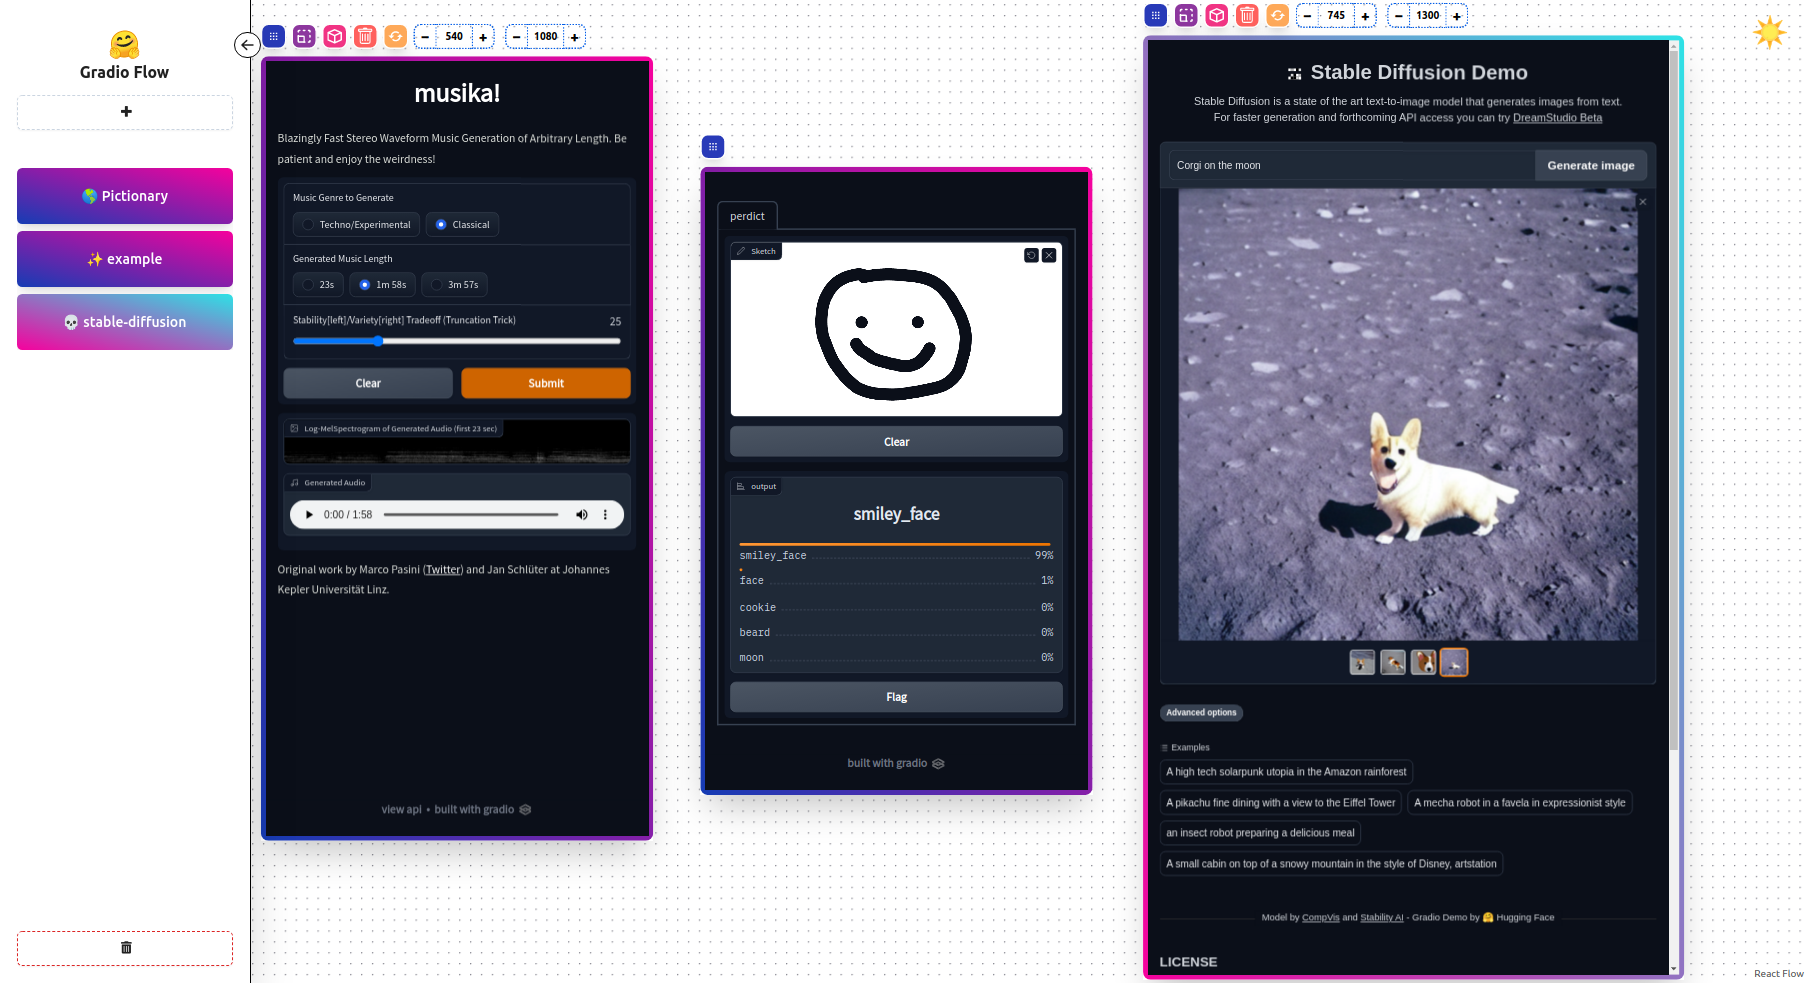 Gradio Flow
+
🌎 Pictionary
✨ example
💀 stable-diffusion
- 540 +
- 1080 +
musika!
Blazingly Fast Stereo Waveform Music Generation of Arbitrary Length. Be
patient and enjoy the weirdness!
Music Genre to Generate
Techno/Experimental Classical
Generated Music Length
23s 1m 58s 3m 57s
Stability[left]/Variety[right] Tradeoff (Truncation Trick) 25
Clear Submit
Log-MelSpectrogram of Generated Audio (first 23 sec)
Generated Audio
0:00 / 1:58
Original work by Marco Pasini (Twitter) and Jan Schlüter at Johannes
Kepler Universität Linz.
view api • built with gradio
perdict
Sketch
Clear
output
smiley_face
smiley_face 99%
face 1%
cookie 0%
beard 0%
moon 0%
Flag
built with gradio
- 745 +
- 1300 +
Stable Diffusion Demo
Stable Diffusion is a state of the art text-to-image model that generates images from text.
For faster generation and forthcoming API access you can try DreamStudio Beta
Corgi on the moon Generate image
Advanced options
Examples
A high tech solarpunk utopia in the Amazon rainforest
A pikachu fine dining with a view to the Eiffel Tower A mecha robot in a favela in expressionist style
an insect robot preparing a delicious meal
A small cabin on top of a snowy mountain in the style of Disney, artstation
Model by CompVis and Stability AI - Gradio Demo by 🤗 Hugging Face
LICENSE
React Flow